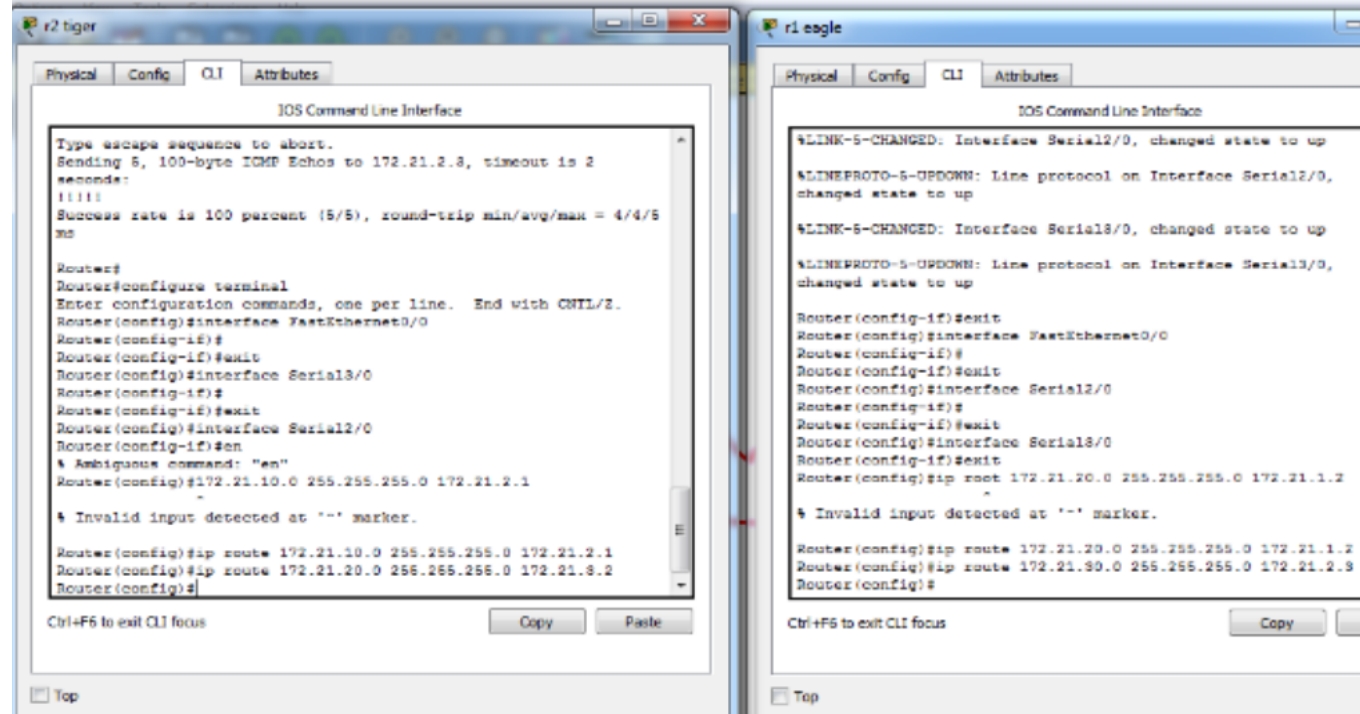 r2 tiger
Physical Config CLI Attributes
IOS Command Line Interface
Type escape sequence to abort.
Sending 5, 100-byte ICMP Echos to 172.21.2.3, timeout is 2
seconds:
!!!!!
Success rate is 100 percent (5/5), round-trip min/avg/max = 4/4/5
ms
Router#
Router#configure terminal
Enter configuration commands, one per line. End with CNTL/Z.
Router(config)#interface FastEthernet0/0
Router(config-if)#
Router(config-if)#exit
Router(config)#interface Serial3/0
Router(config-if)#
Router(config-if)#exit
Router(config)#interface Serial2/0
Router(config-if)#en
% Ambiguous command: "en"
Router(config)#172.21.10.0 255.255.255.0 172.21.2.1
^
% Invalid input detected at '^' marker.
Router(config)#ip route 172.21.10.0 255.255.255.0 172.21.2.1
Router(config)#ip route 172.21.20.0 255.255.255.0 172.21.3.2
Router(config)#
Ctrl+F6 to exit CLI focus
Copy Paste
Top
r1 eagle
Physical Config CLI Attributes
IOS Command Line Interface
%LINK-5-CHANGED: Interface Serial2/0, changed state to up
%LINEPROTO-5-UPDOWN: Line protocol on Interface Serial2/0,
changed state to up
%LINK-5-CHANGED: Interface Serial3/0, changed state to up
%LINEPROTO-5-UPDOWN: Line protocol on Interface Serial3/0,
changed state to up
Router(config-if)#exit
Router(config)#interface FastEthernet0/0
Router(config-if)#
Router(config-if)#exit
Router(config)#interface Serial2/0
Router(config-if)#
Router(config-if)#exit
Router(config)#interface Serial3/0
Router(config-if)#exit
Router(config)#ip root 172.21.20.0 255.255.255.0 172.21.1.2
^
% Invalid input detected at '^' marker.
Router(config)#ip route 172.21.20.0 255.255.255.0 172.21.1.2
Router(config)#ip route 172.21.30.0 255.255.255.0 172.21.2.3
Router(config)#
Ctrl+F6 to exit CLI focus
Copy
Top